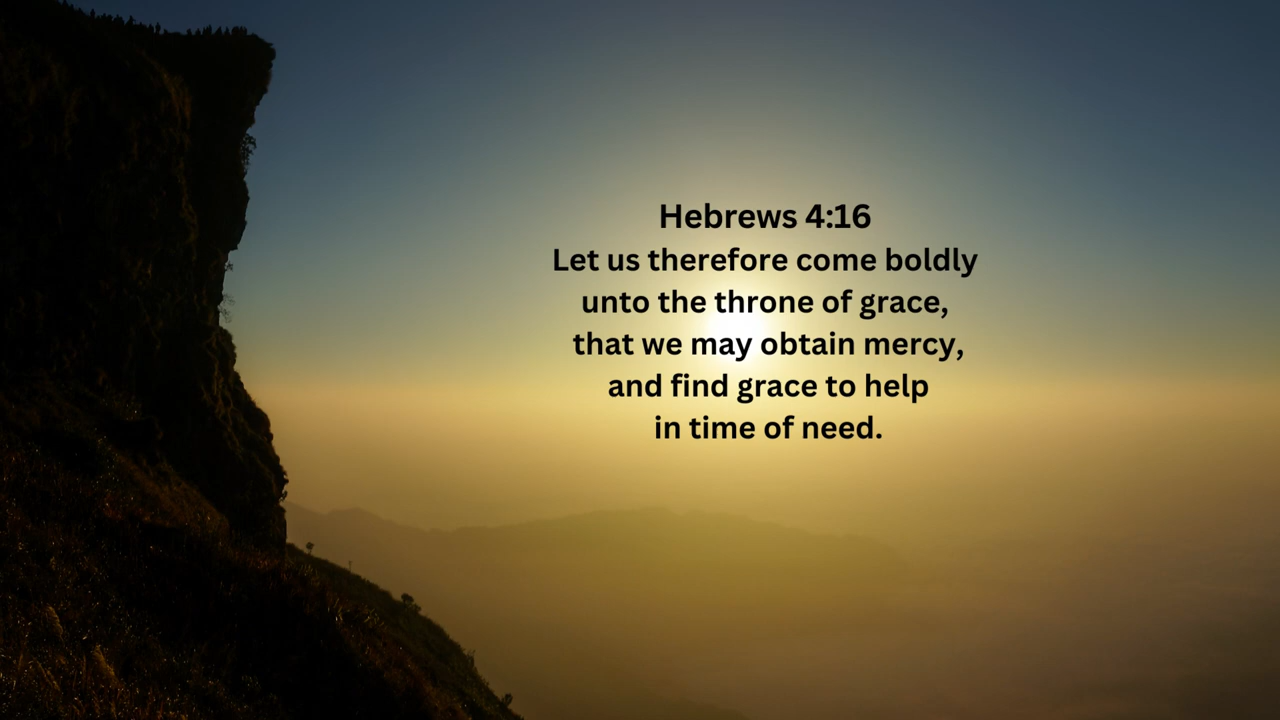 Hebrews 4:16
Let us therefore come boldly
unto the throne of grace,
that we may obtain mercy,
and find grace to help
in time of need.